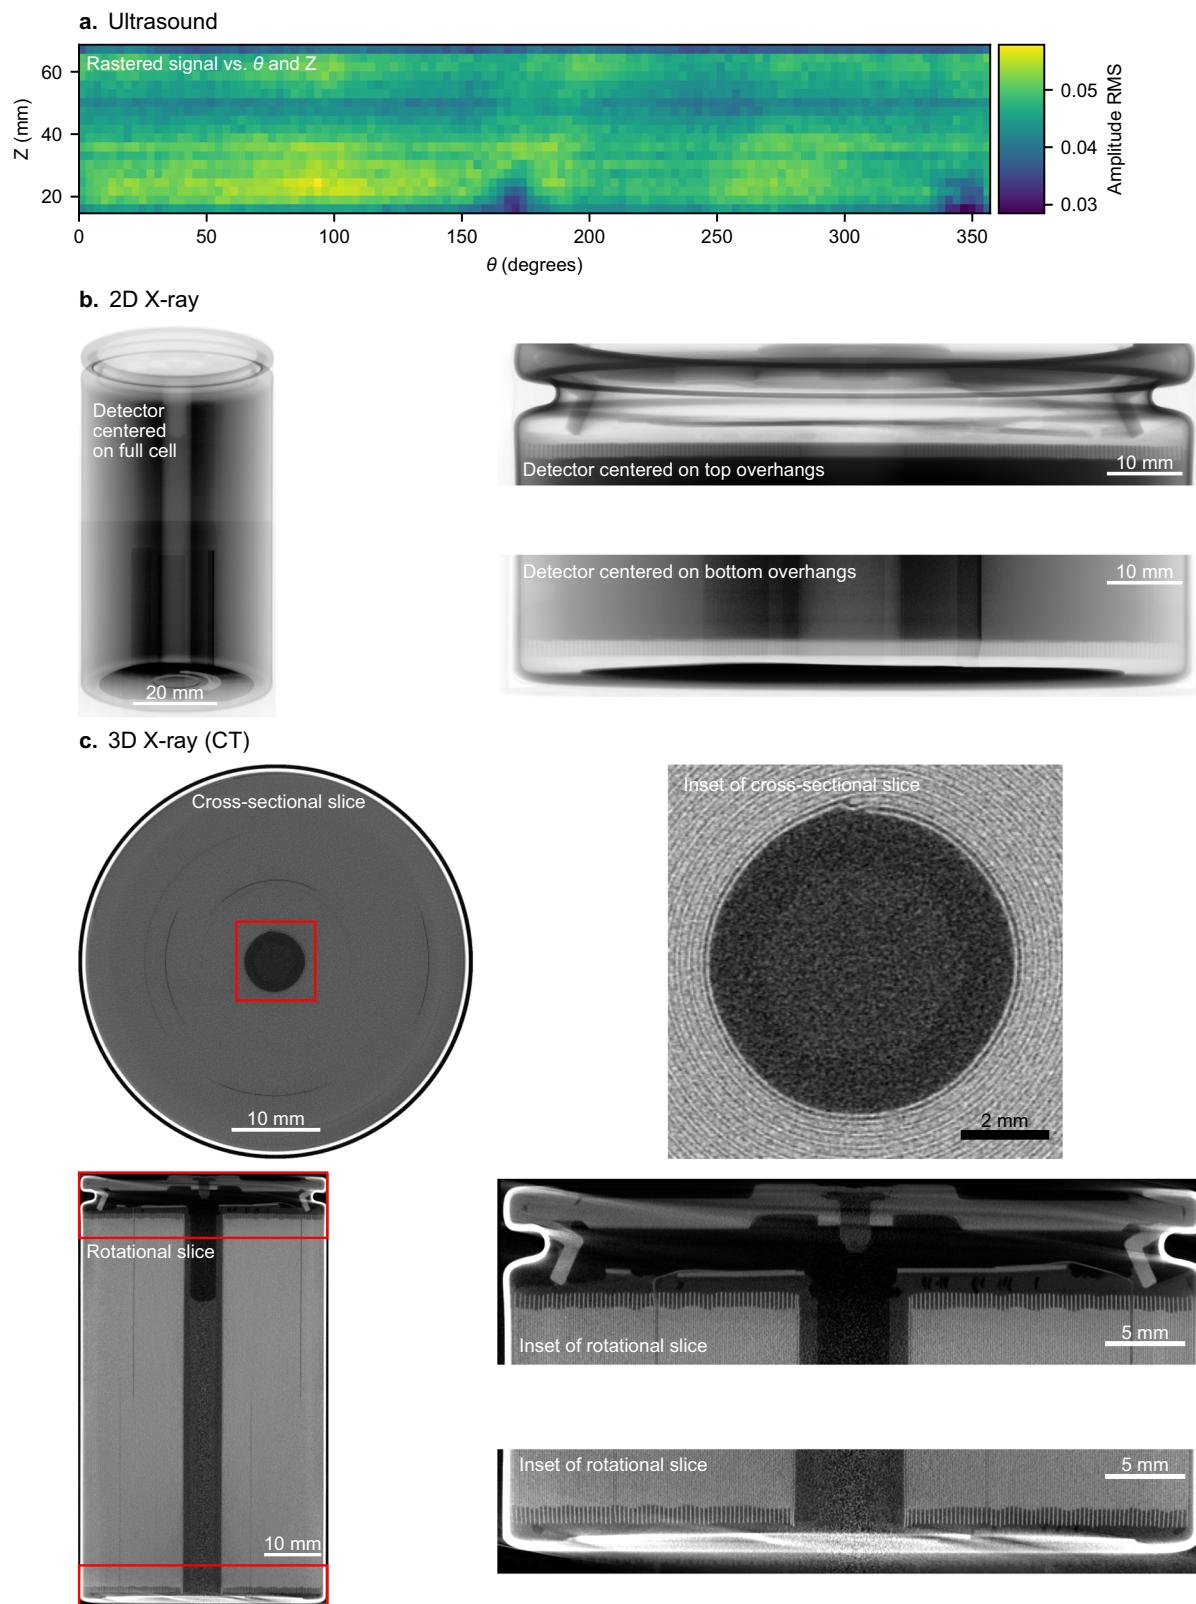 a. Ultrasound
Rastered signal vs. θ and Z
60
40
20
Z (mm)
0
50
100
150
200
250
300
350
θ (degrees)
0.05
0.04
0.03
Amplitude RMS
b. 2D X-ray
Detector
centered
on full cell
20 mm
Detector centered on top overhangs
10 mm
Detector centered on bottom overhangs
10 mm
c. 3D X-ray (CT)
Cross-sectional slice
10 mm
Inset of cross-sectional slice
2 mm
Rotational slice
10 mm
Inset of rotational slice
5 mm
Inset of rotational slice
5 mm